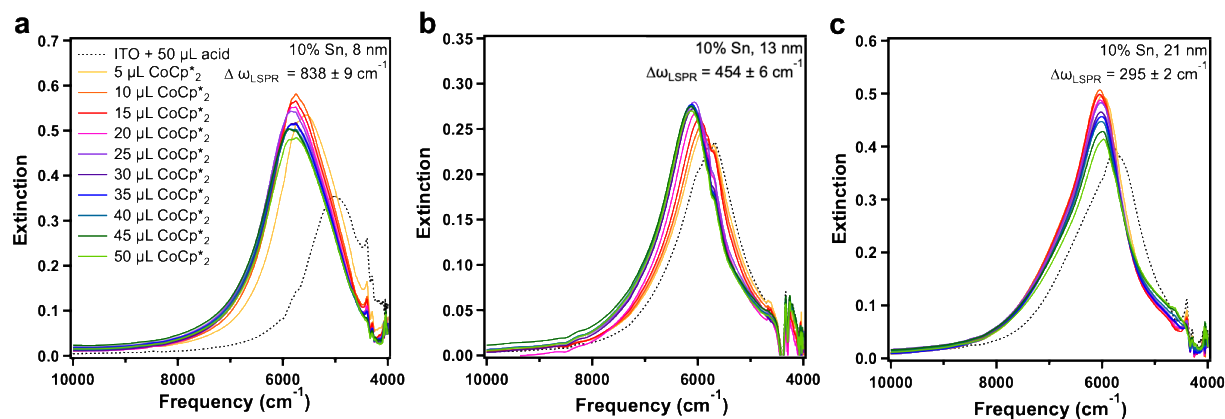 a
0.7
0.6
0.5
0.4
0.3
0.2
0.1
0.0
Extinction
10000 8000 6000 4000
Frequency (cm⁻¹)
10% Sn, 8 nm
Δ ω_LSPR = 838 ± 9 cm⁻¹
ITO + 50 µL acid
5 µL CoCp*₂
10 µL CoCp*₂
15 µL CoCp*₂
20 µL CoCp*₂
25 µL CoCp*₂
30 µL CoCp*₂
35 µL CoCp*₂
40 µL CoCp*₂
45 µL CoCp*₂
50 µL CoCp*₂
b
0.35
0.30
0.25
0.20
0.15
0.10
0.05
0.00
Extinction
10000 8000 6000 4000
Frequency (cm⁻¹)
10% Sn, 13 nm
Δω_LSPR = 454 ± 6 cm⁻¹
c
0.6
0.5
0.4
0.3
0.2
0.1
0.0
Extinction
10000 8000 6000 4000
Frequency (cm⁻¹)
10% Sn, 21 nm
Δω_LSPR = 295 ± 2 cm⁻¹